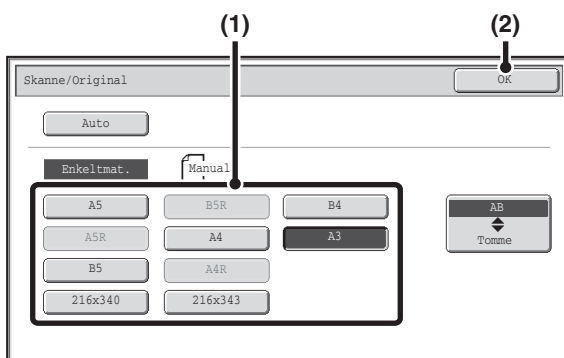 (1) (2)
Skanne/Original OK
Auto
Enkeltmat. Manual
A5 B5R B4 AB
A5R A4 A3 Tomme
B5 A4R
216x340 216x343